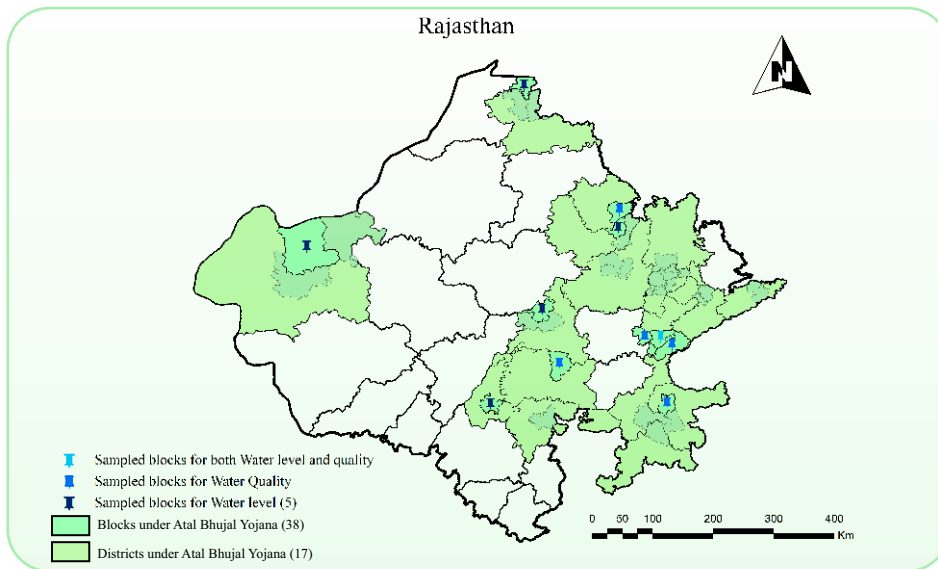 Rajasthan
N
Sampled blocks for both Water level and quality
Sampled blocks for Water Quality
Sampled blocks for Water level (5)
Blocks under Atal Bhujal Yojana (38)
Districts under Atal Bhujal Yojana (17)
0 50 100 200 300 400
Km